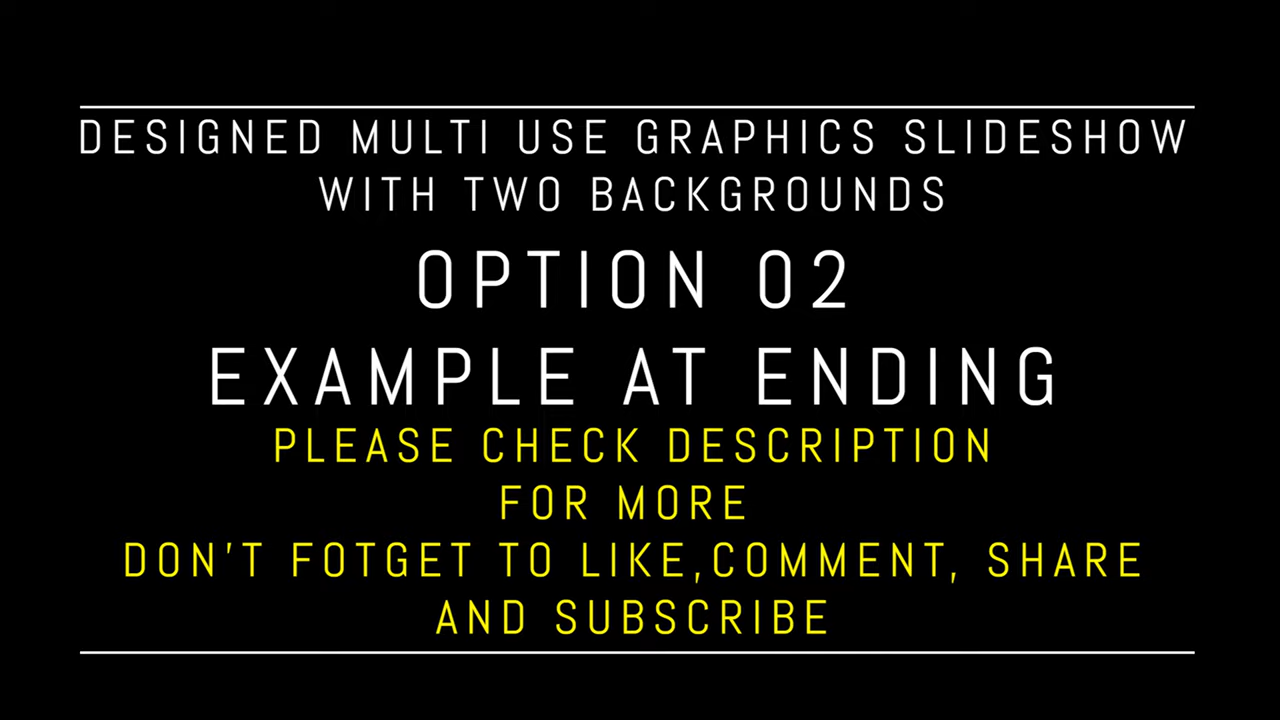 DESIGNED MULTI USE GRAPHICS SLIDESHOW
WITH TWO BACKGROUNDS
OPTION 02
EXAMPLE AT ENDING
PLEASE CHECK DESCRIPTION
FOR MORE
DON'T FOTGET TO LIKE,COMMENT, SHARE
AND SUBSCRIBE